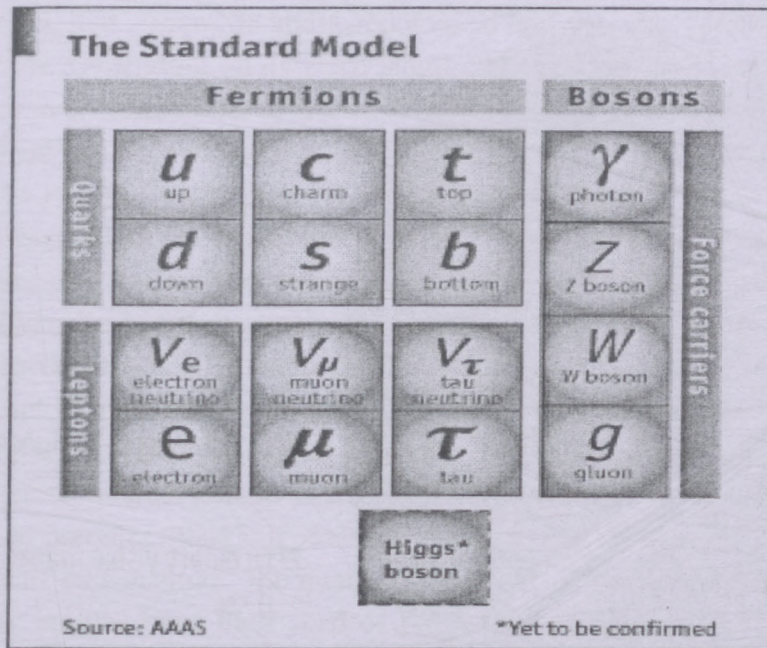 The Standard Model
Fermions
Bosons
Quarks
u
up
c
charm
t
top
d
down
s
strange
b
bottom
Leptons
Ve
electron
neutrino
Vμ
muon
neutrino
Vτ
tau
neutrino
e
electron
μ
muon
τ
tau
γ
photon
Z
Z boson
W
W boson
g
gluon
Force carriers
Higgs*
boson
Source: AAAS
*Yet to be confirmed